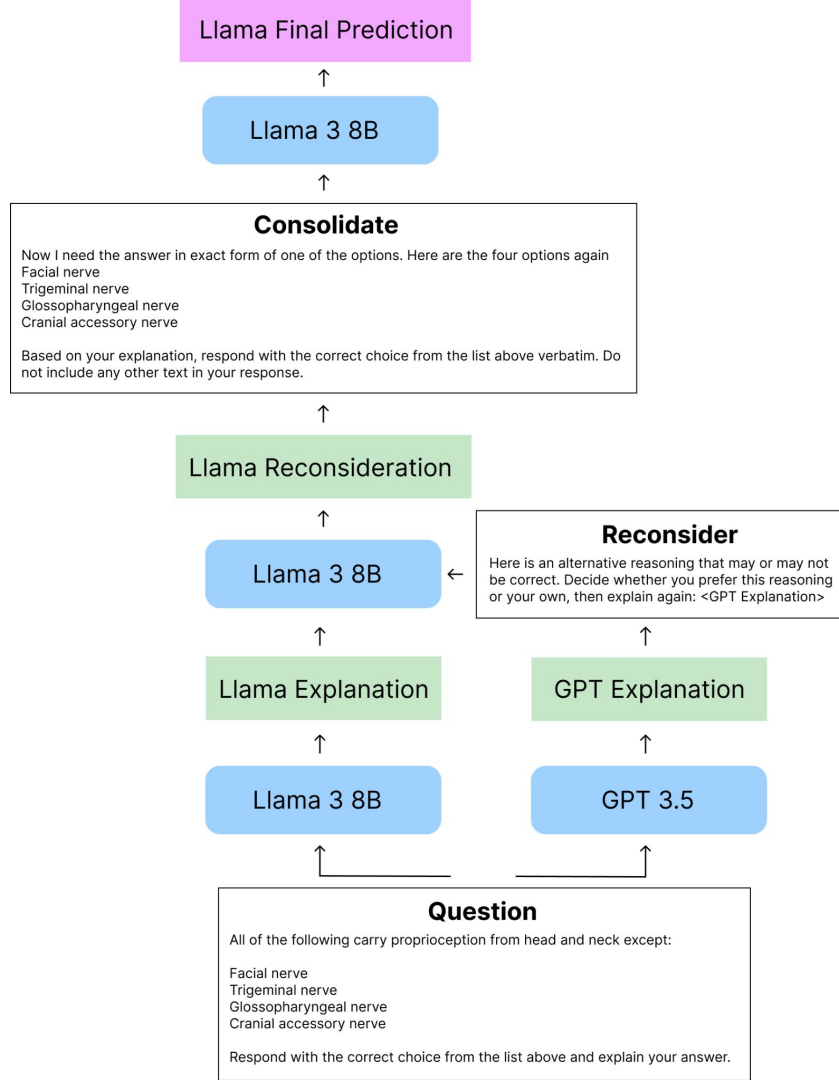 Llama Final Prediction
Llama 3 8B
Consolidate
Now I need the answer in exact form of one of the options. Here are the four options again
Facial nerve
Trigeminal nerve
Glossopharyngeal nerve
Cranial accessory nerve
Based on your explanation, respond with the correct choice from the list above verbatim. Do
not include any other text in your response.
Llama Reconsideration
Llama 3 8B
Reconsider
Here is an alternative reasoning that may or may not
be correct. Decide whether you prefer this reasoning
or your own, then explain again: <GPT Explanation>
Llama Explanation
GPT Explanation
Llama 3 8B
GPT 3.5
Question
All of the following carry proprioception from head and neck except:
Facial nerve
Trigeminal nerve
Glossopharyngeal nerve
Cranial accessory nerve
Respond with the correct choice from the list above and explain your answer.